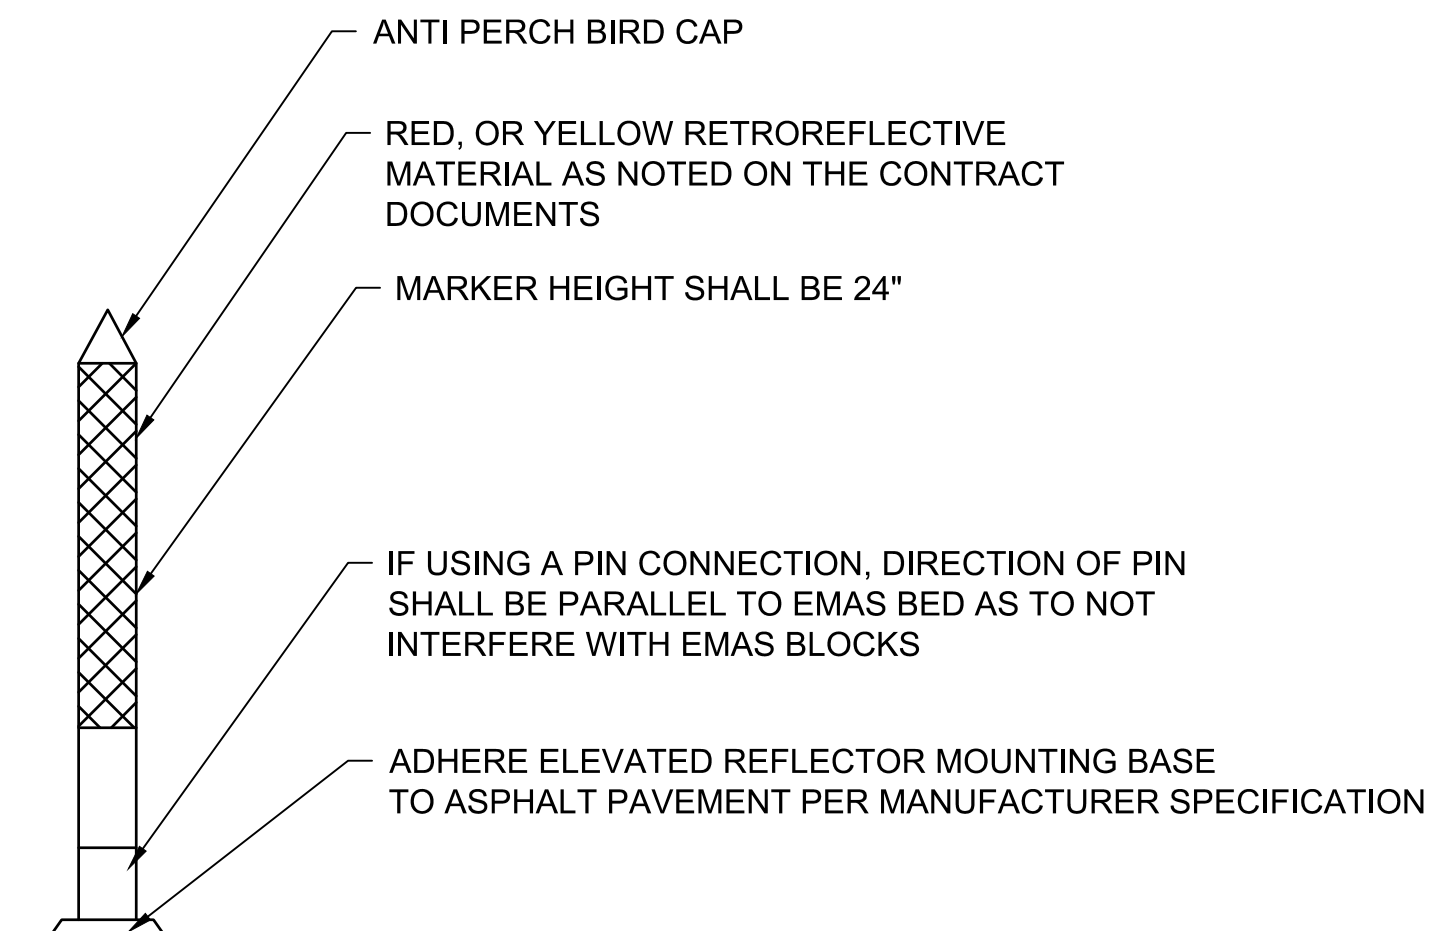 ANTI PERCH BIRD CAP
RED, OR YELLOW RETROREFLECTIVE
MATERIAL AS NOTED ON THE CONTRACT
DOCUMENTS
MARKER HEIGHT SHALL BE 24"
IF USING A PIN CONNECTION, DIRECTION OF PIN
SHALL BE PARALLEL TO EMAS BED AS TO NOT
INTERFERE WITH EMAS BLOCKS
ADHERE ELEVATED REFLECTOR MOUNTING BASE
TO ASPHALT PAVEMENT PER MANUFACTURER SPECIFICATION